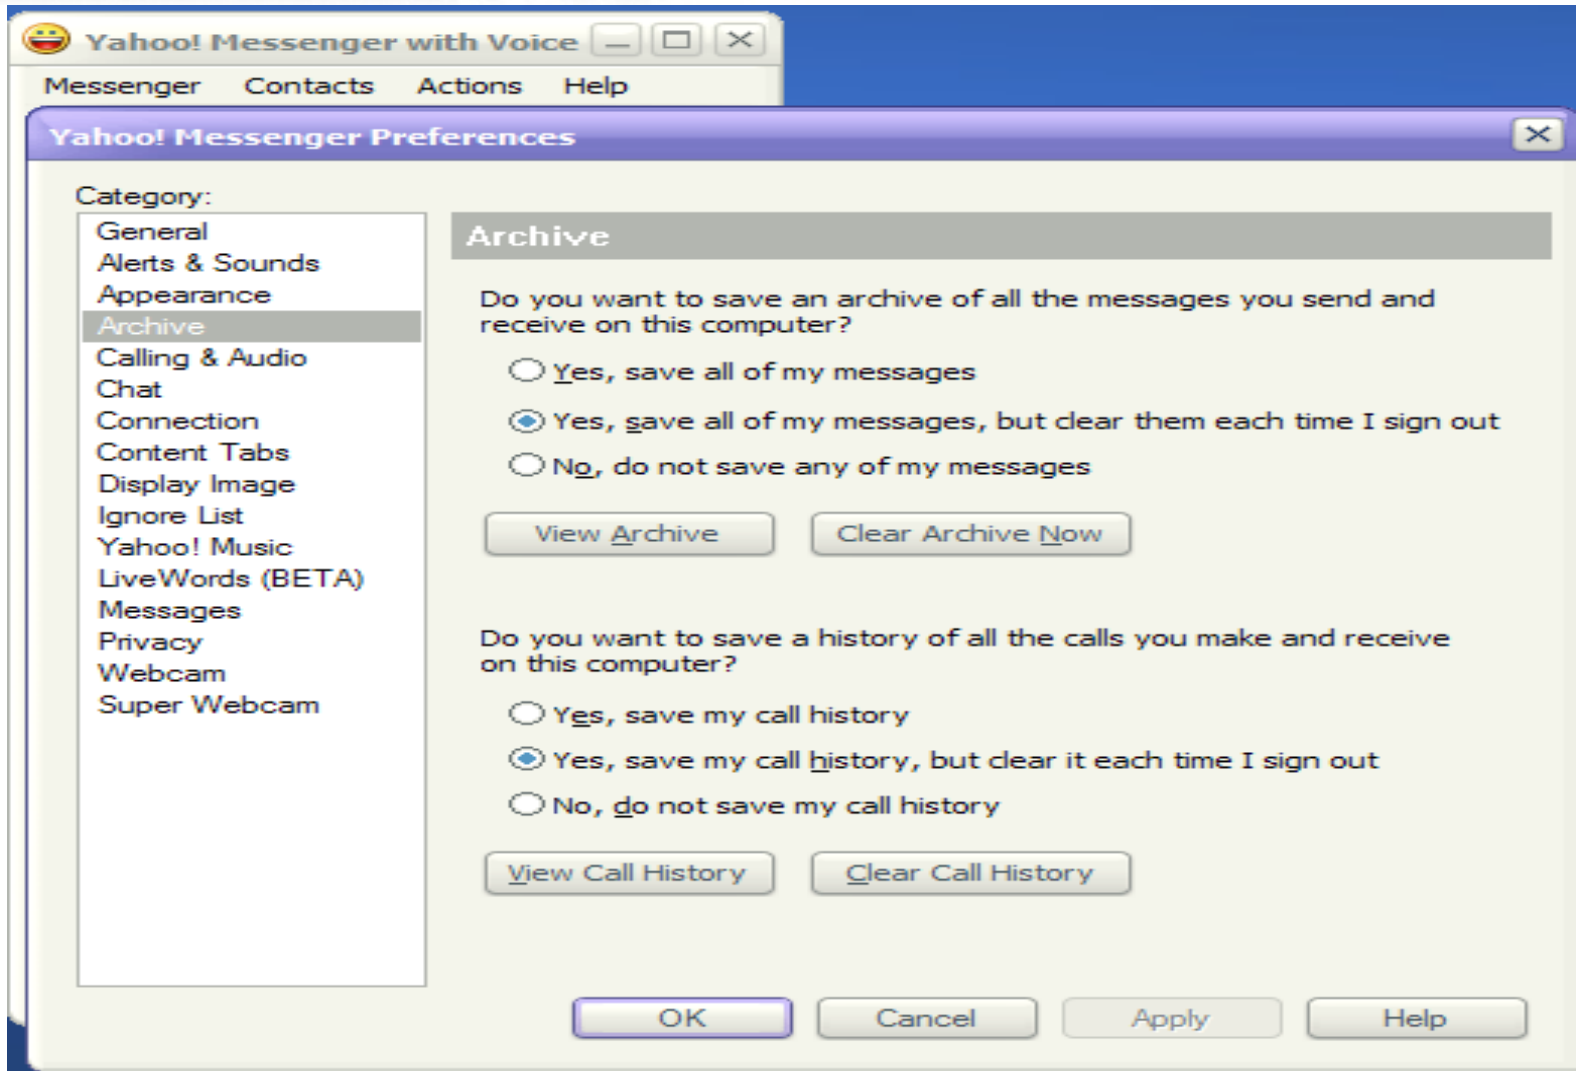 Yahoo! Messenger with Voice
Messenger Contacts Actions Help
Yahoo! Messenger Preferences
Category:
General
Alerts & Sounds
Appearance
Archive
Calling & Audio
Chat
Connection
Content Tabs
Display Image
Ignore List
Yahoo! Music
LiveWords (BETA)
Messages
Privacy
Webcam
Super Webcam
Archive
Do you want to save an archive of all the messages you send and
receive on this computer?
Yes, save all of my messages
Yes, save all of my messages, but clear them each time I sign out
No, do not save any of my messages
View Archive Clear Archive Now
Do you want to save a history of all the calls you make and receive
on this computer?
Yes, save my call history
Yes, save my call history, but clear it each time I sign out
No, do not save my call history
View Call History Clear Call History
OK Cancel Apply Help